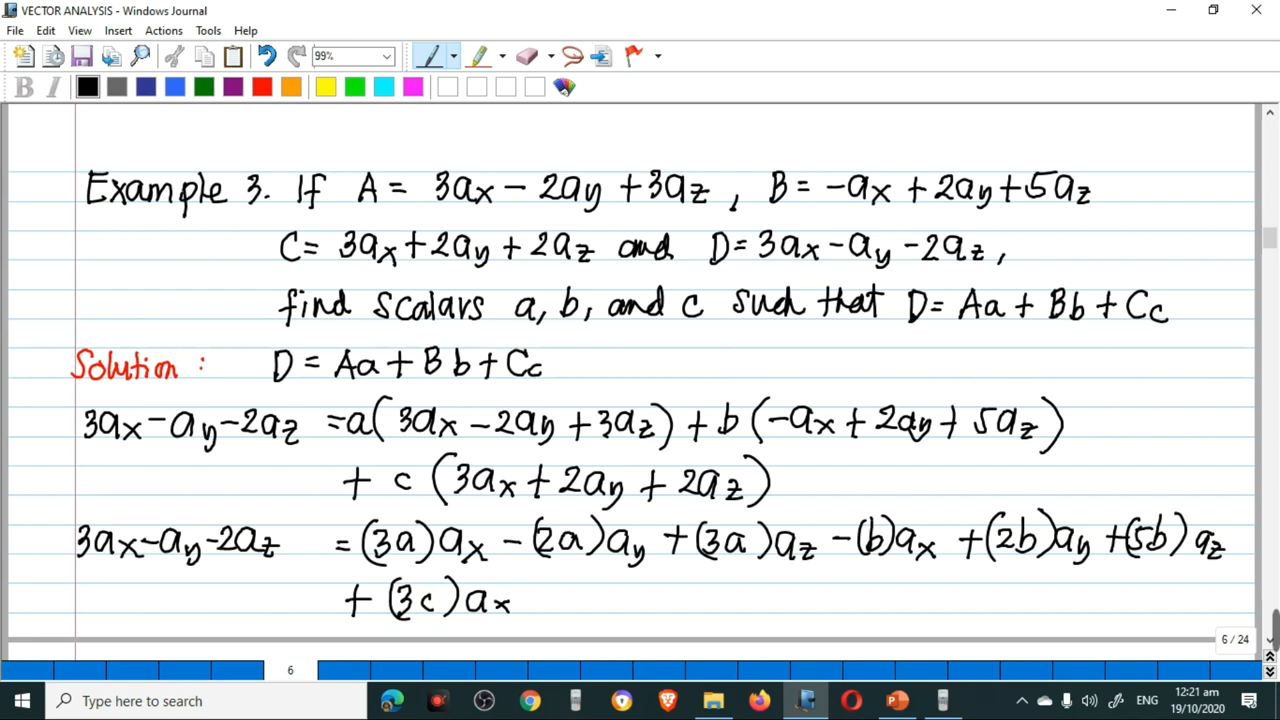 VECTOR ANALYSIS - Windows Journal
File Edit View Insert Actions Tools Help
99%
B I
Example 3. If A = 3ax - 2ay + 3az, B = -ax + 2ay + 5az
C = 3ax + 2ay + 2az and D = 3ax - ay - 2az,
find scalars a, b, and c such that D = Aa + Bb + Cc
Solution: D = Aa + Bb + Cc
3ax - ay - 2az = a(3ax - 2ay + 3az) + b(-ax + 2ay + 5az)
+ c(3ax + 2ay + 2az)
3ax - ay - 2az = (3a)ax - (2a)ay + (3a)az - (b)ax + (2b)ay + (5b)az
+ (3c)ax
6 / 24
6
Type here to search
ENG
12:21 am
19/10/2020